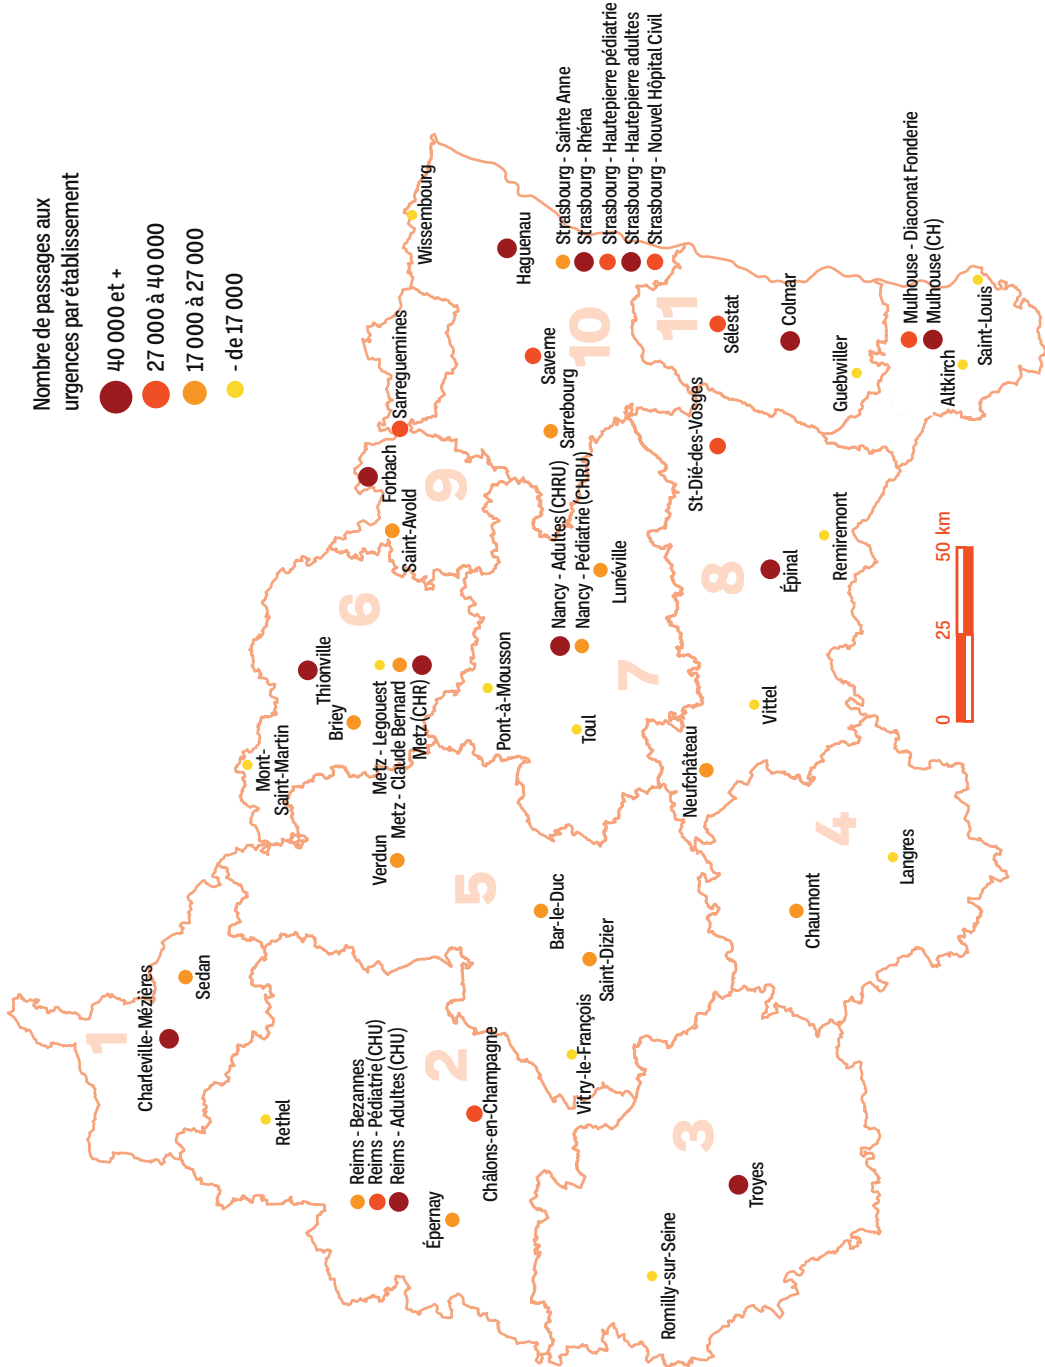 Nombre de passages aux
urgences par établissement
40 000 et +
27 000 à 40 000
17 000 à 27 000
- de 17 000
1
Charleville-Mézières
Sedan
Rethel
Reims - Bezannes
Reims - Pédiatrie (CHU)
Reims - Adultes (CHU)
Épernay
2
Châlons-en-Champagne
Vitry-le-François
Romilly-sur-Seine
3
Troyes
Mont-
Saint-Martin
Verdun
5
Bar-le-Duc
Saint-Dizier
4
Chaumont
Langres
Thionville
Briey
6
Metz - Legouest
Metz - Claude Bernard
Metz (CHR)
Pont-à-Mousson
Toul
7
Nancy - Adultes (CHRU)
Nancy - Pédiatrie (CHRU)
Lunéville
Neufchâteau
Vittel
8
Épinal
Remiremont
St-Dié-des-Vosges
Forbach
Saint-Avold
9
Sarreguemines
Wissembourg
Haguenau
Saverne
Sarrebourg
10
Strasbourg - Sainte Anne
Strasbourg - Rhéna
Strasbourg - Hautepierre pédiatrie
Strasbourg - Hautepierre adultes
Strasbourg - Nouvel Hôpital Civil
11
Sélestat
Colmar
Guebwiller
Mulhouse - Diaconat Fonderie
Mulhouse (CH)
Altkirch
Saint-Louis
0
25
50 km